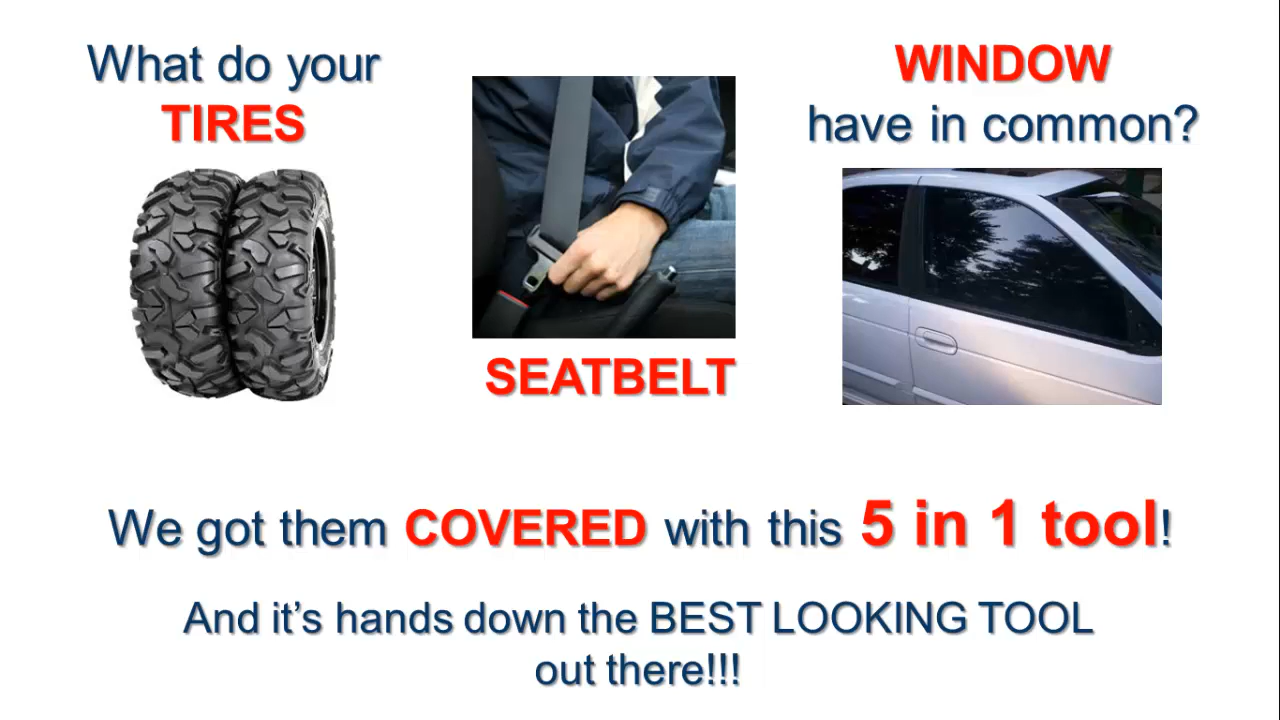 What do your
TIRES
SEATBELT
WINDOW
have in common?
We got them COVERED with this 5 in 1 tool!
And it’s hands down the BEST LOOKING TOOL
out there!!!